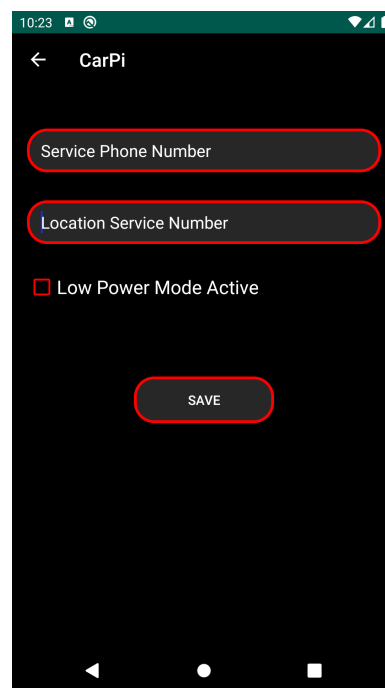 10:23
CarPi
Service Phone Number
Location Service Number
Low Power Mode Active
SAVE